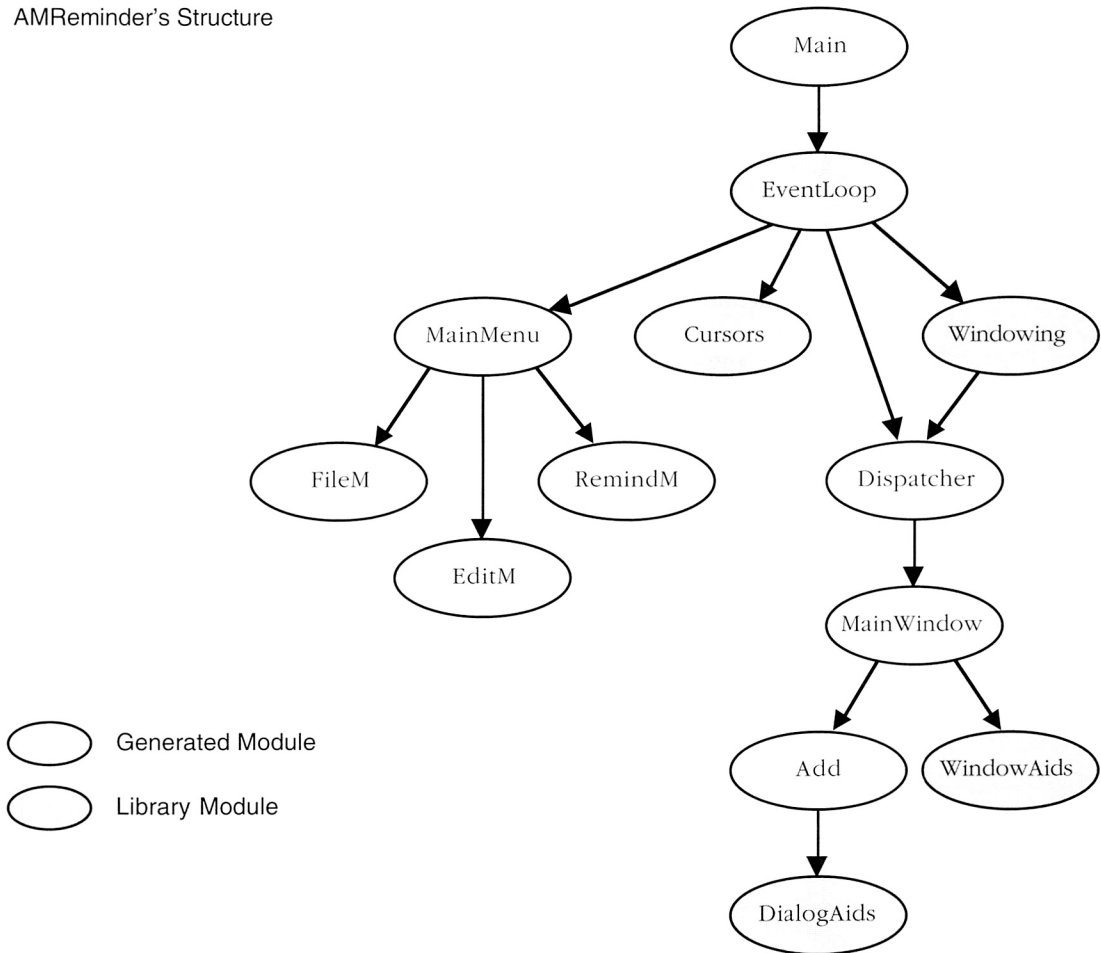 AMReminder's Structure
Main
EventLoop
MainMenu
Cursors
Windowing
FileM
RemindM
Dispatcher
EditM
MainWindow
Generated Module
Add
WindowAids
Library Module
DialogAids